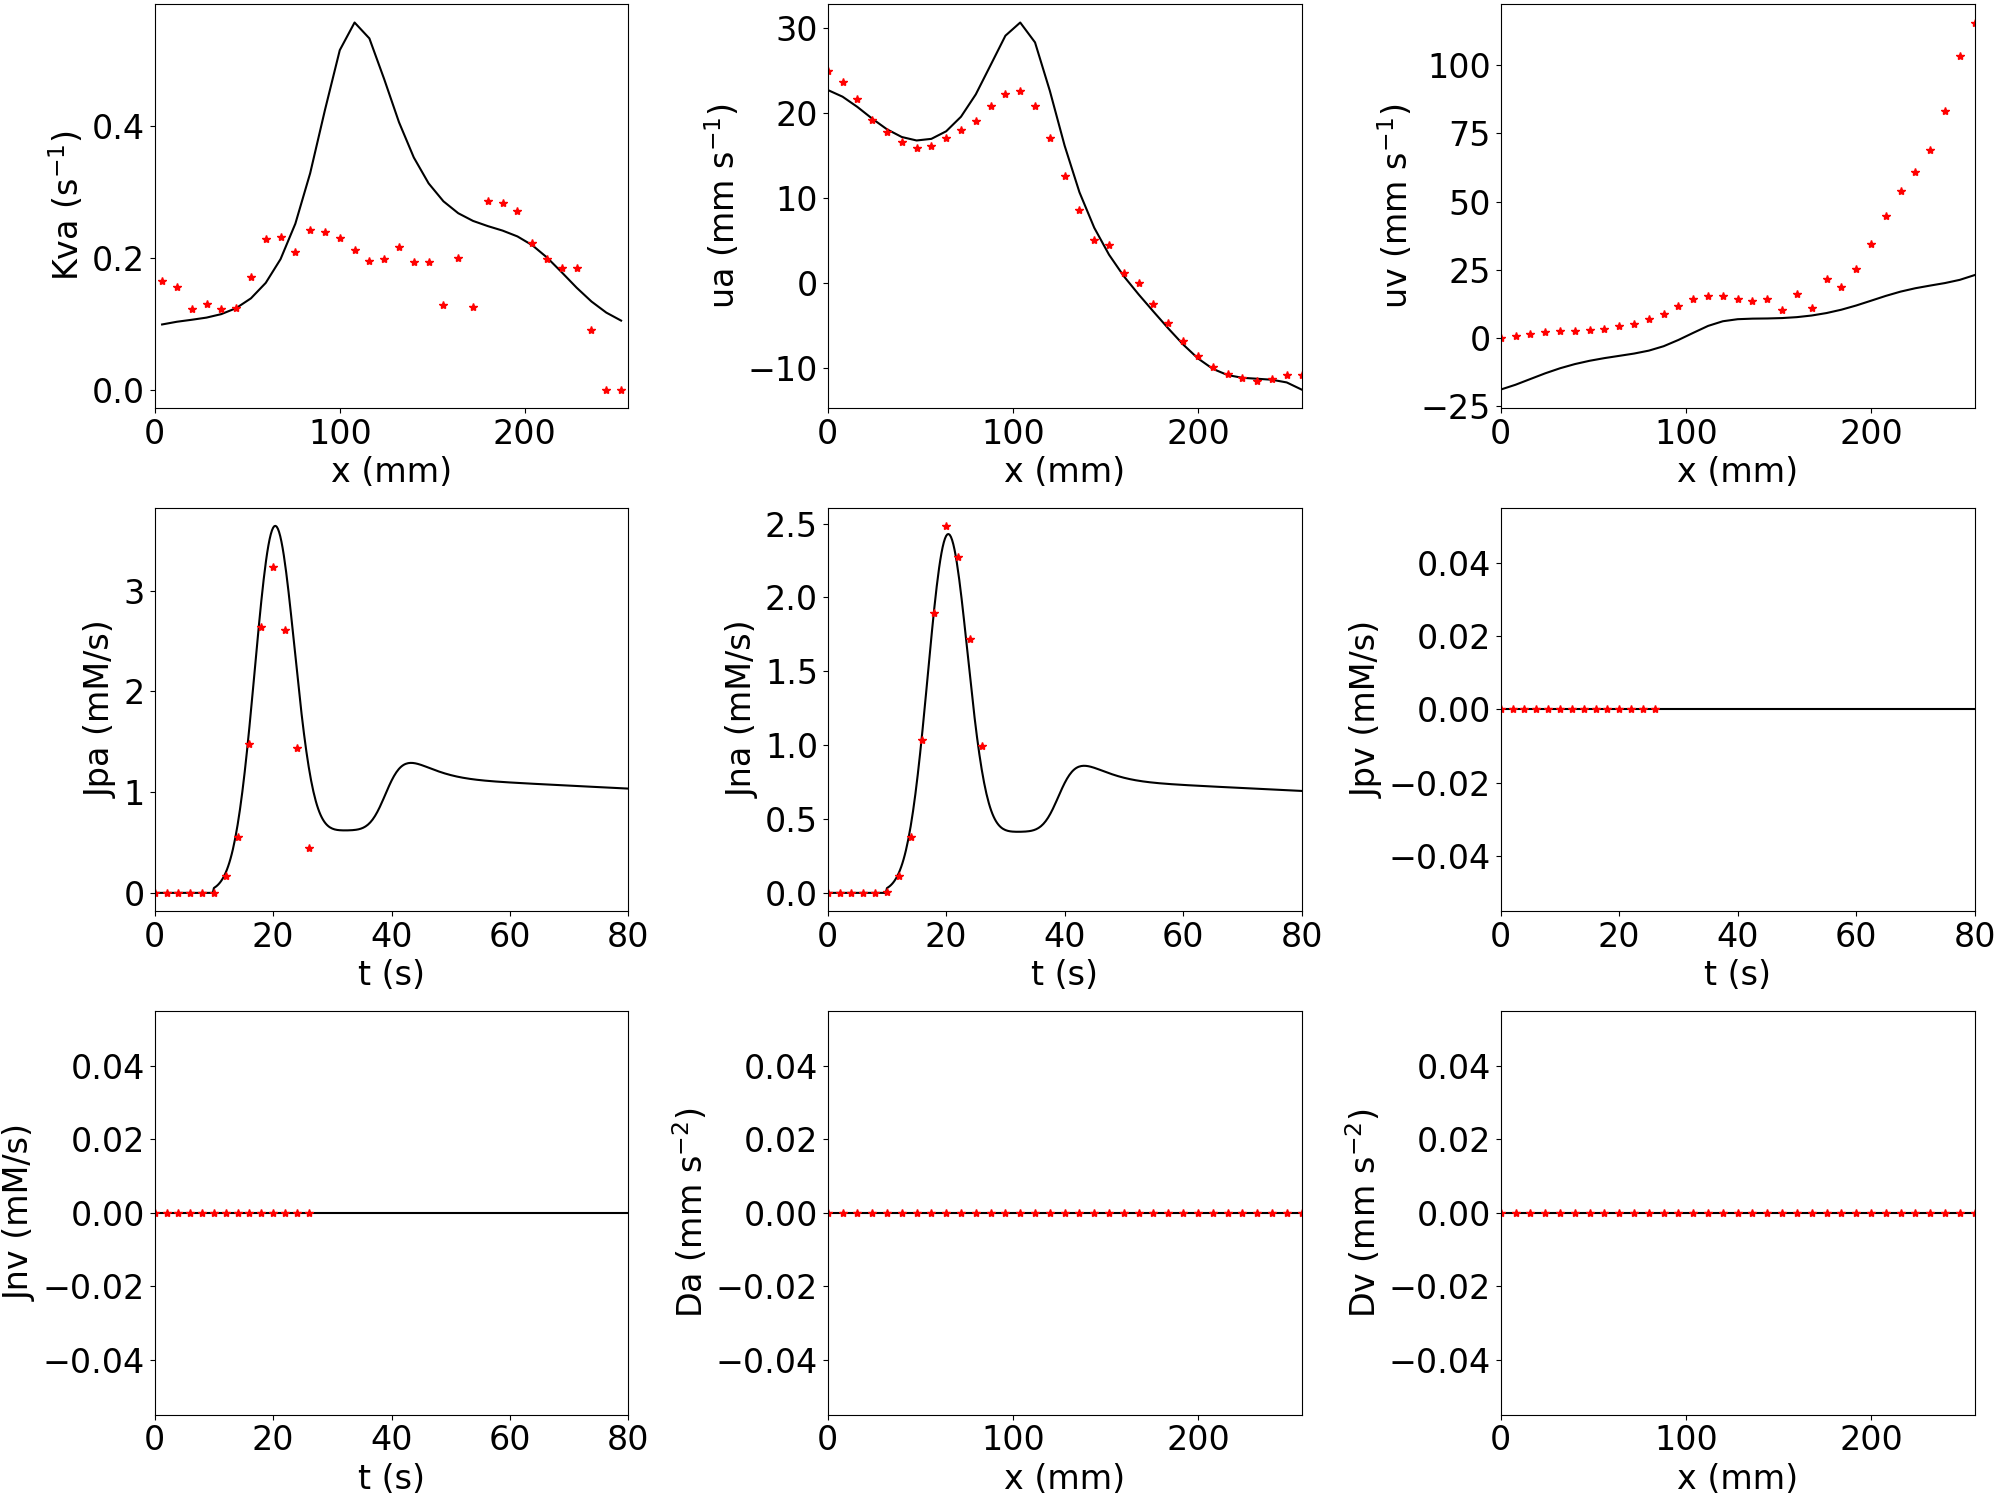 Kva (s⁻¹)
0.4
0.2
0.0
0 100 200
x (mm)
ua (mm s⁻¹)
30
20
10
0
−10
0 100 200
x (mm)
uv (mm s⁻¹)
100
75
50
25
0
−25
0 100 200
x (mm)
Jpa (mM/s)
3
2
1
0
0 20 40 60 80
t (s)
Jna (mM/s)
2.5
2.0
1.5
1.0
0.5
0.0
0 20 40 60 80
t (s)
Jpv (mM/s)
0.04
0.02
0.00
−0.02
−0.04
0 20 40 60 80
t (s)
Jnv (mM/s)
0.04
0.02
0.00
−0.02
−0.04
0 20 40 60 80
t (s)
Da (mm s⁻²)
0.04
0.02
0.00
−0.02
−0.04
0 100 200
x (mm)
Dv (mm s⁻²)
0.04
0.02
0.00
−0.02
−0.04
0 100 200
x (mm)